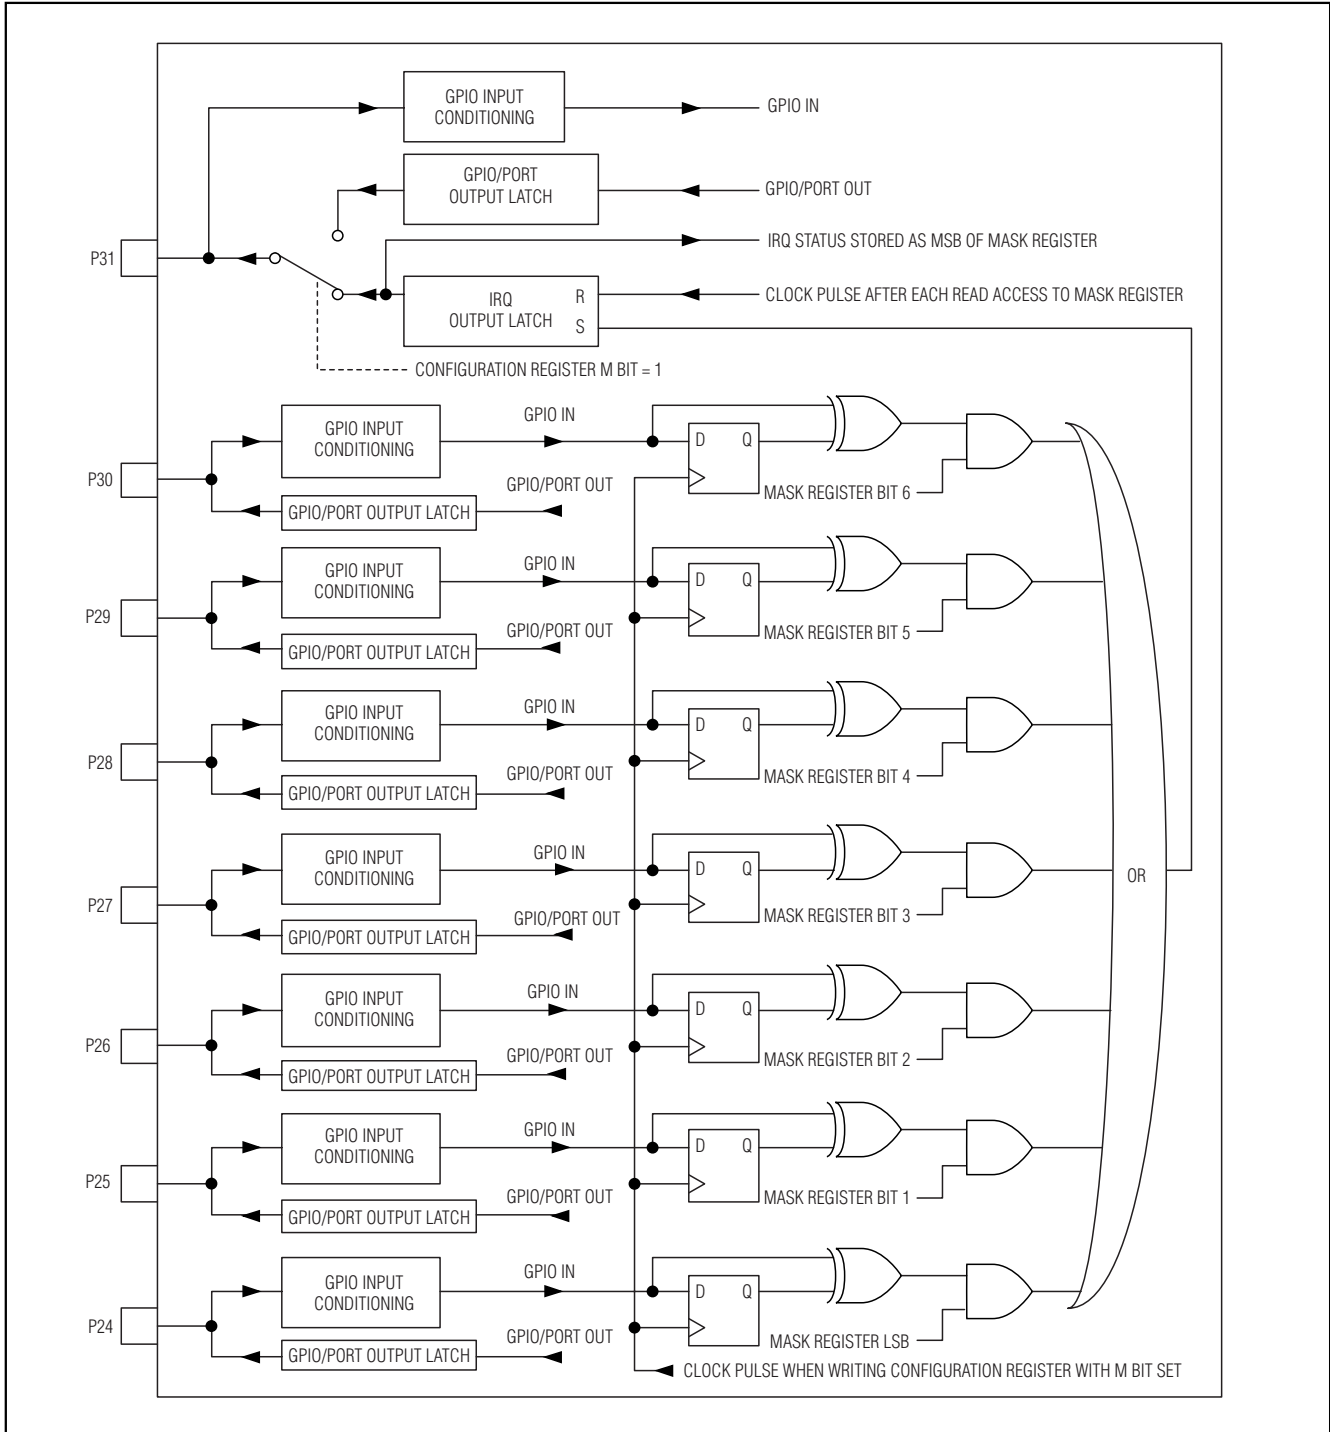 GPIO INPUT
CONDITIONING
GPIO IN
GPIO/PORT
OUTPUT LATCH
GPIO/PORT OUT
IRQ STATUS STORED AS MSB OF MASK REGISTER
P31
IRQ
OUTPUT LATCH
R
S
CLOCK PULSE AFTER EACH READ ACCESS TO MASK REGISTER
CONFIGURATION REGISTER M BIT = 1
GPIO INPUT
CONDITIONING
GPIO IN
D Q
P30
GPIO/PORT OUT
MASK REGISTER BIT 6
GPIO/PORT OUTPUT LATCH
GPIO INPUT
CONDITIONING
GPIO IN
D Q
P29
GPIO/PORT OUT
MASK REGISTER BIT 5
GPIO/PORT OUTPUT LATCH
GPIO INPUT
CONDITIONING
GPIO IN
D Q
P28
GPIO/PORT OUT
MASK REGISTER BIT 4
GPIO/PORT OUTPUT LATCH
GPIO INPUT
CONDITIONING
GPIO IN
D Q
OR
P27
GPIO/PORT OUT
MASK REGISTER BIT 3
GPIO/PORT OUTPUT LATCH
GPIO INPUT
CONDITIONING
GPIO IN
D Q
P26
GPIO/PORT OUT
MASK REGISTER BIT 2
GPIO/PORT OUTPUT LATCH
GPIO INPUT
CONDITIONING
GPIO IN
D Q
P25
GPIO/PORT OUT
MASK REGISTER BIT 1
GPIO/PORT OUTPUT LATCH
GPIO INPUT
CONDITIONING
GPIO IN
D Q
P24
GPIO/PORT OUT
MASK REGISTER LSB
GPIO/PORT OUTPUT LATCH
CLOCK PULSE WHEN WRITING CONFIGURATION REGISTER WITH M BIT SET